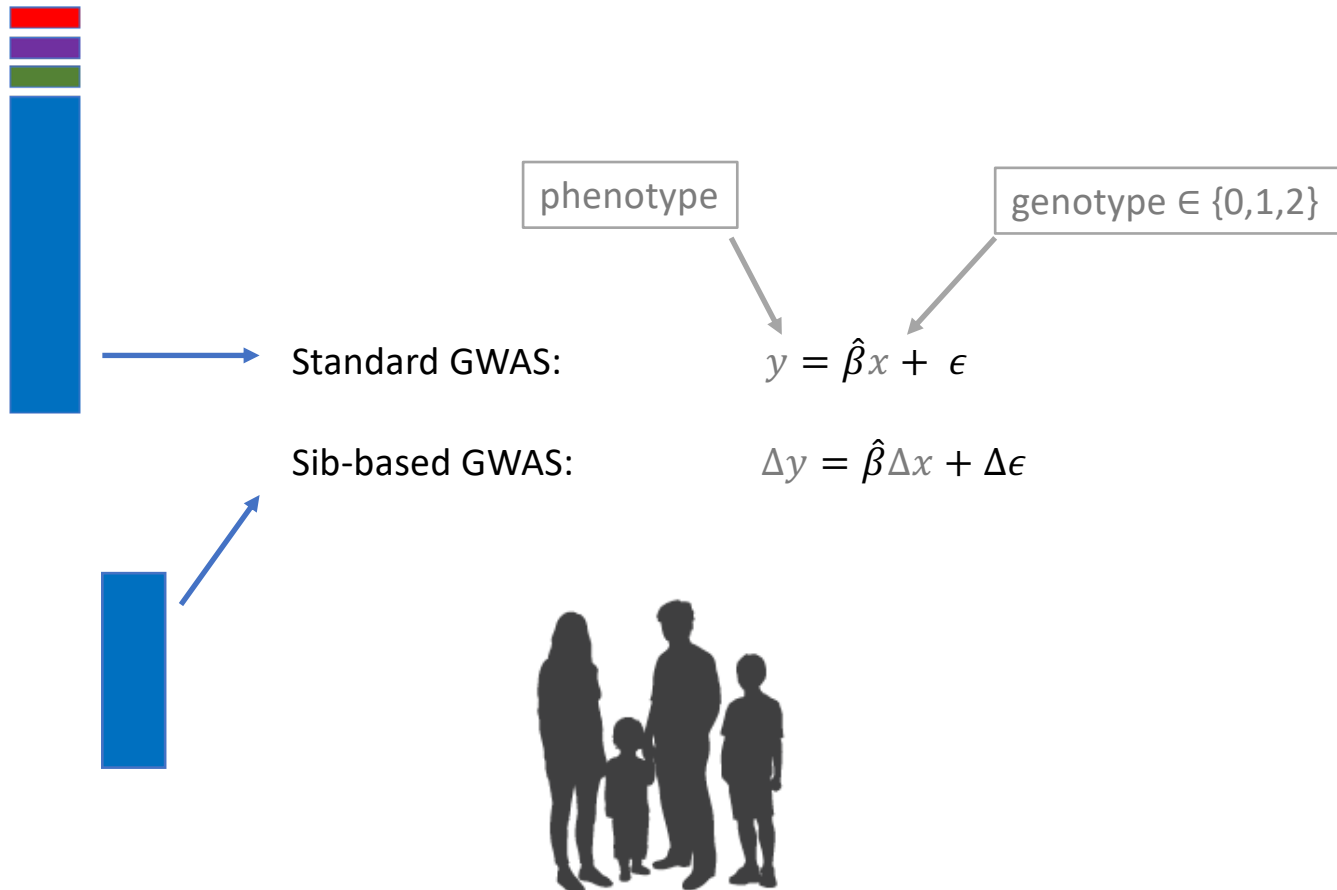 phenotype
genotype ∈ {0,1,2}
Standard GWAS: y = β̂x + ϵ
Sib-based GWAS: Δy = β̂Δx + Δϵ